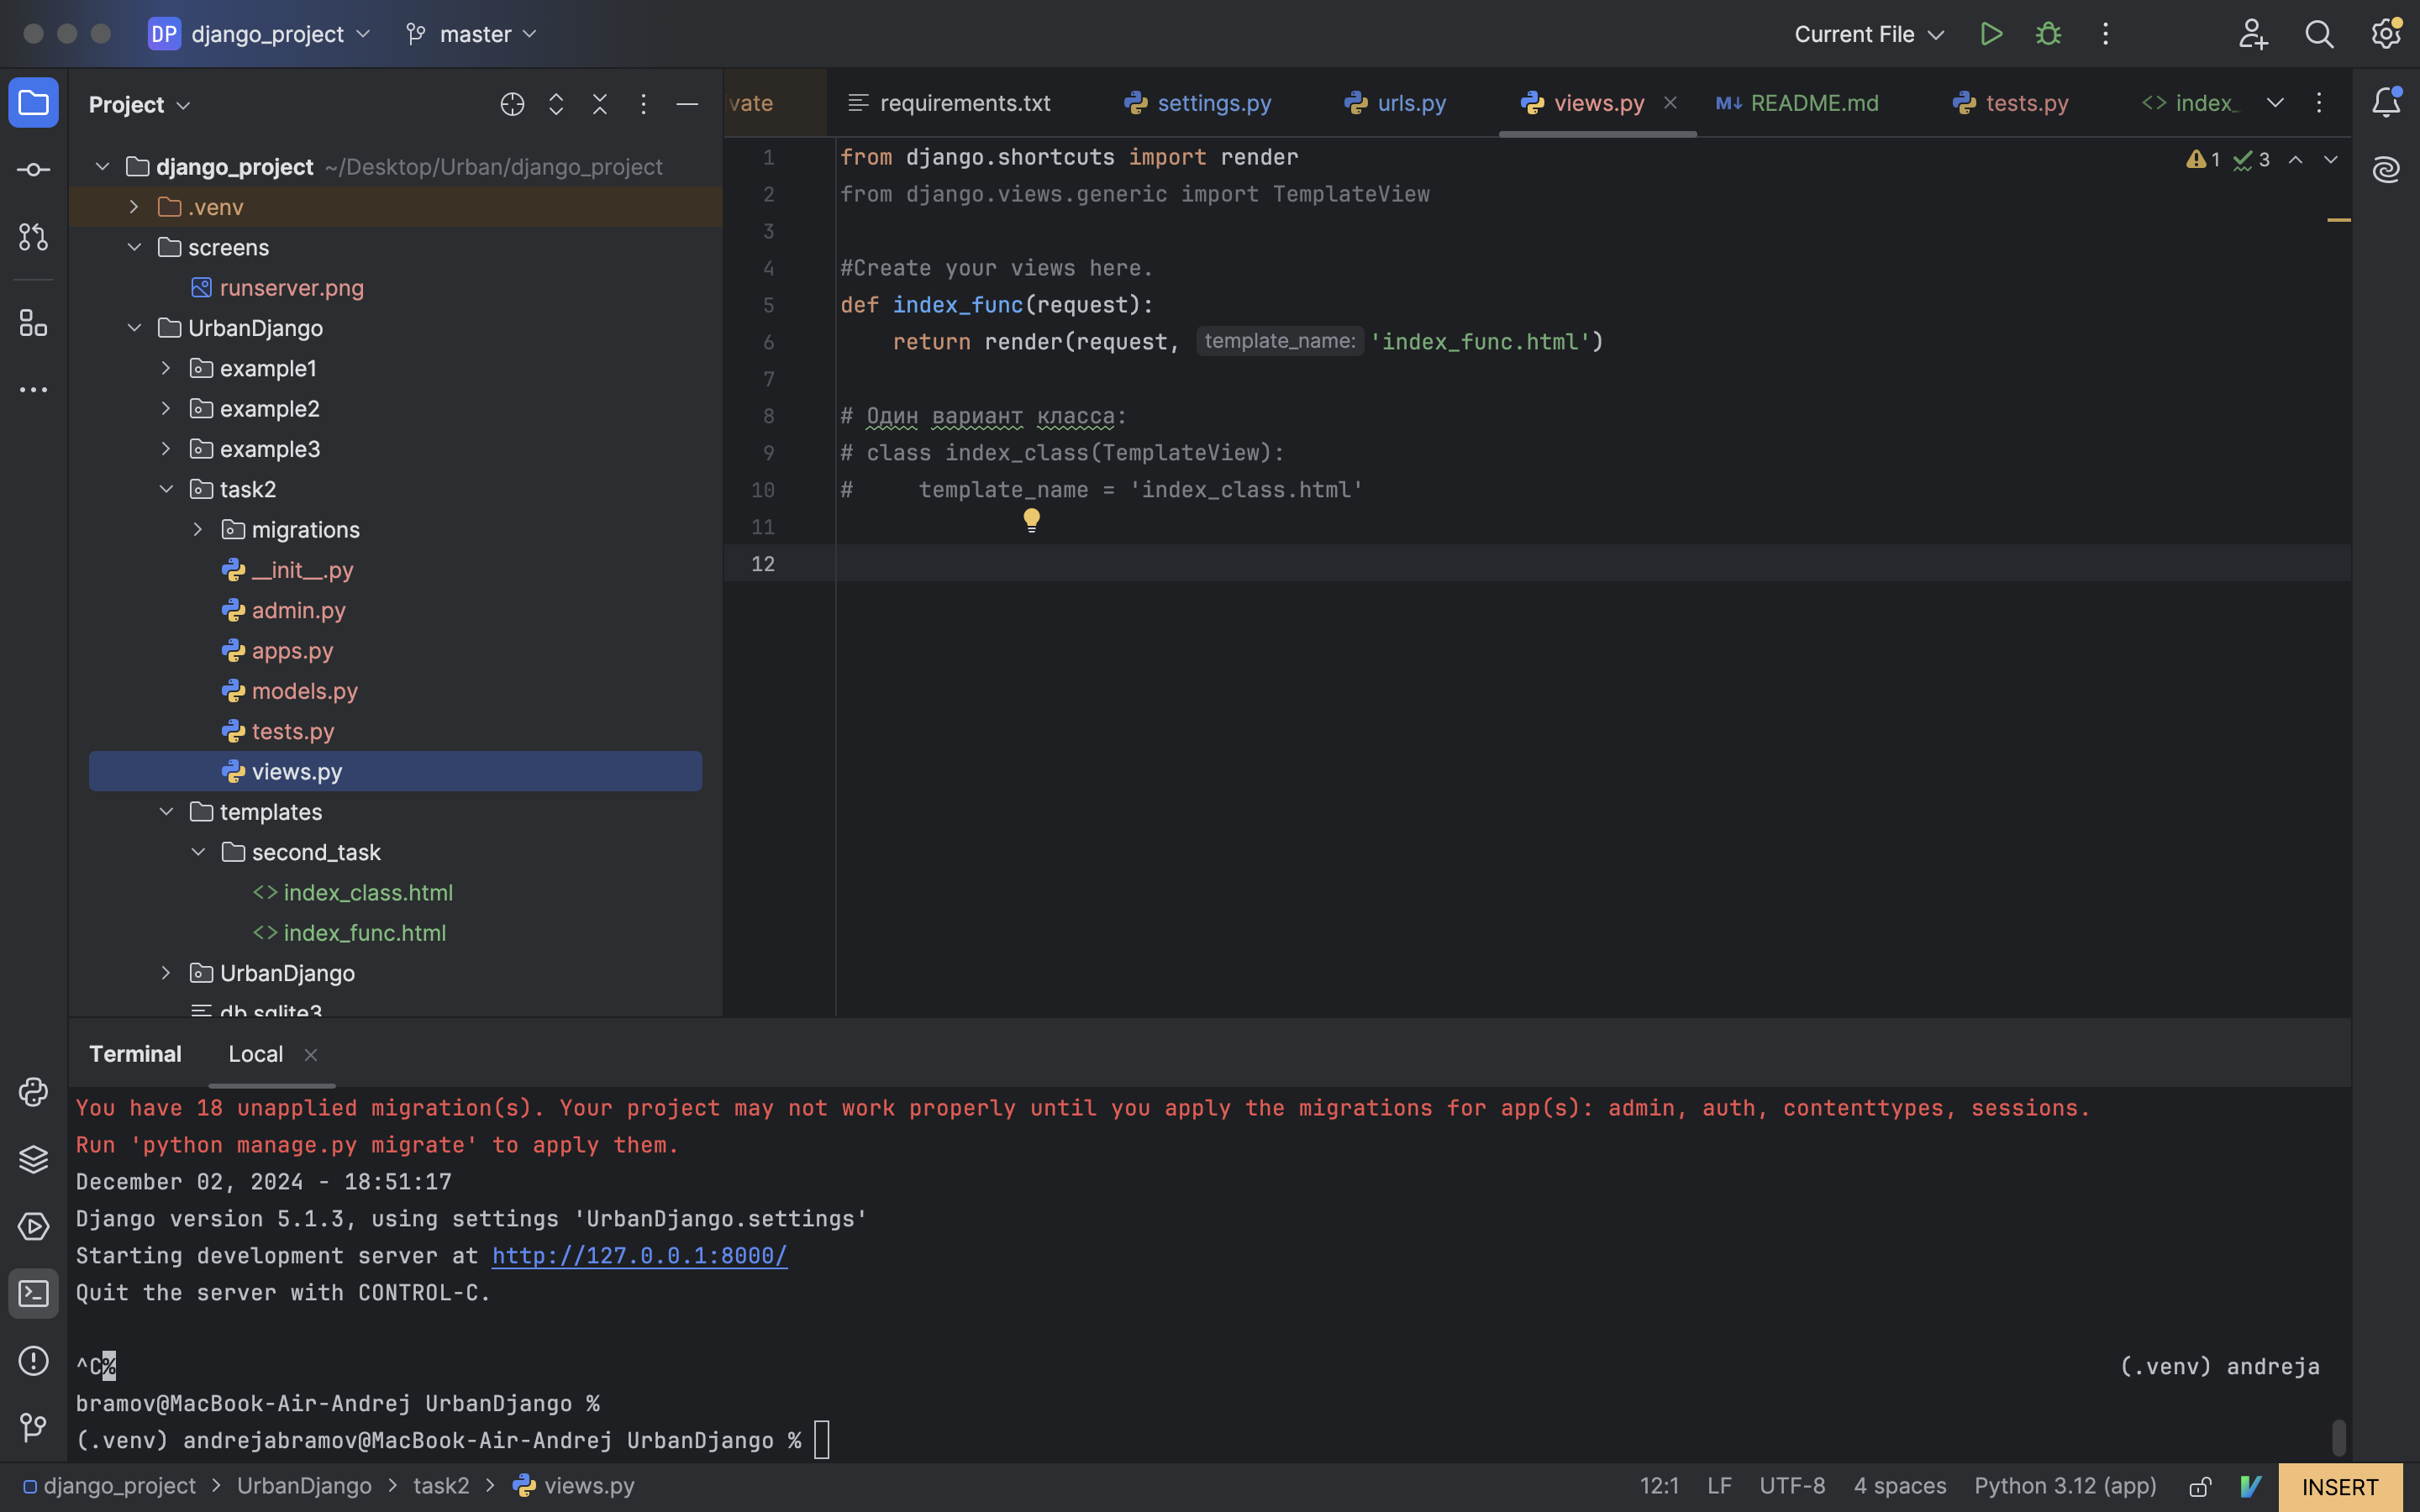 DP django_project master Current File
Project
django_project ~/Desktop/Urban/django_project
.venv
screens
runserver.png
UrbanDjango
example1
example2
example3
task2
migrations
__init__.py
admin.py
apps.py
models.py
tests.py
views.py
templates
second_task
index_class.html
index_func.html
UrbanDjango
db.sqlite3
vate requirements.txt settings.py urls.py views.py M↓ README.md tests.py <> index_
1 from django.shortcuts import render
2 from django.views.generic import TemplateView
3
4 #Create your views here.
5 def index_func(request):
6 return render(request, template_name: 'index_func.html')
7
8 # Один вариант класса:
9 # class index_class(TemplateView):
10 # template_name = 'index_class.html'
11
12
1 3
Terminal Local
You have 18 unapplied migration(s). Your project may not work properly until you apply the migrations for app(s): admin, auth, contenttypes, sessions.
Run 'python manage.py migrate' to apply them.
December 02, 2024 - 18:51:17
Django version 5.1.3, using settings 'UrbanDjango.settings'
Starting development server at http://127.0.0.1:8000/
Quit the server with CONTROL-C.
^C% (.venv) andreja
bramov@MacBook-Air-Andrej UrbanDjango %
(.venv) andrejabramov@MacBook-Air-Andrej UrbanDjango %
django_project > UrbanDjango > task2 > views.py 12:1 LF UTF-8 4 spaces Python 3.12 (app) INSERT